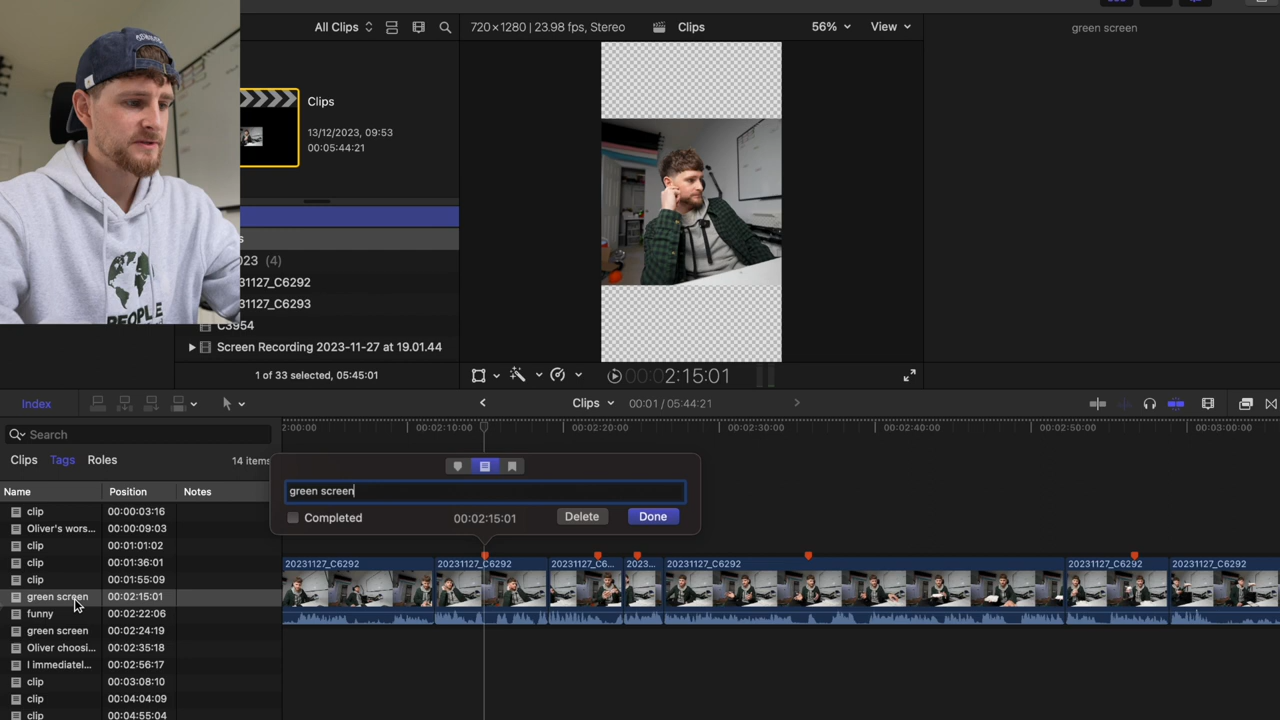 All Clips
720×1280 | 23.98 fps, Stereo
Clips
56%
View
green screen
Clips
13/12/2023, 09:53
00:05:44:21
PEOPLE
s
023 (4)
31127_C6292
31127_C6293
C3954
Screen Recording 2023-11-27 at 19.01.44
1 of 33 selected, 05:45:01
00:02:15:01
Index
Clips
00:01 / 05:44:21
Search
2:00:00
00:02:10:00
00:02:20:00
00:02:30:00
00:02:40:00
00:02:50:00
00:03:00:00
Clips
Tags
Roles
14 items
green screen
Completed
00:02:15:01
Delete
Done
Name
Position
Notes
clip 00:00:03:16
Oliver's wors... 00:00:09:03
clip 00:01:01:02
clip 00:01:36:01
clip 00:01:55:09
green screen 00:02:15:01
funny 00:02:22:06
green screen 00:02:24:19
Oliver choosi... 00:02:35:18
I immediatel... 00:02:56:17
clip 00:03:08:10
clip 00:04:04:09
clip 00:04:55:04
20231127_C6292
20231127_C6292
20231127_C6...
2023...
20231127_C6292
20231127_C6292
20231127_C6292